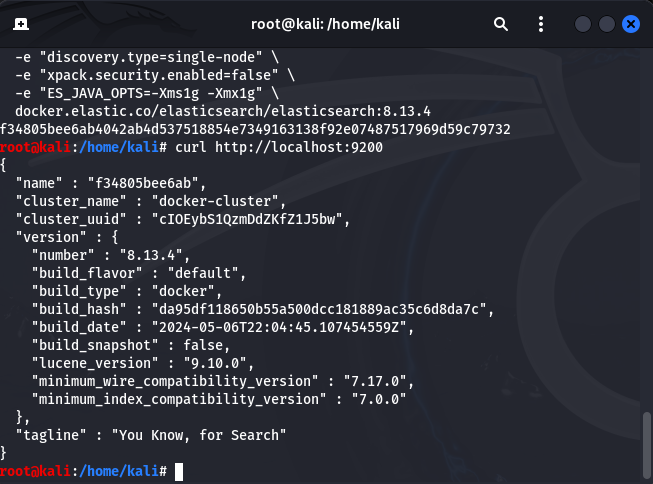 root@kali: /home/kali
-e "discovery.type=single-node" \
-e "xpack.security.enabled=false" \
-e "ES_JAVA_OPTS=-Xms1g -Xmx1g" \
docker.elastic.co/elasticsearch/elasticsearch:8.13.4
f34805bee6ab4042ab4d537518854e7349163138f92e07487517969d59c79732
root@kali:/home/kali# curl http://localhost:9200
{
  "name" : "f34805bee6ab",
  "cluster_name" : "docker-cluster",
  "cluster_uuid" : "cIOEybS1QzmDdZKfZ1J5bw",
  "version" : {
    "number" : "8.13.4",
    "build_flavor" : "default",
    "build_type" : "docker",
    "build_hash" : "da95df118650b55a500dcc181889ac35c6d8da7c",
    "build_date" : "2024-05-06T22:04:45.107454559Z",
    "build_snapshot" : false,
    "lucene_version" : "9.10.0",
    "minimum_wire_compatibility_version" : "7.17.0",
    "minimum_index_compatibility_version" : "7.0.0"
  },
  "tagline" : "You Know, for Search"
}
root@kali:/home/kali#